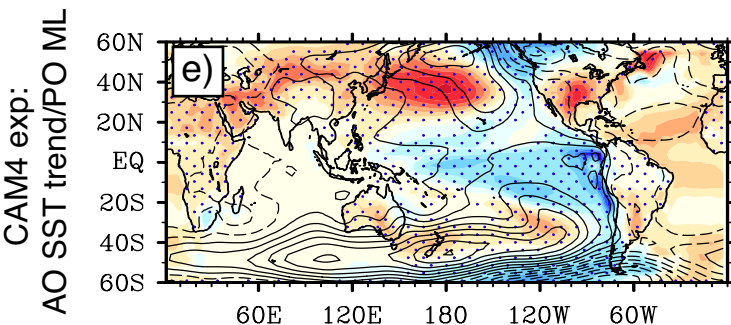 CAM4 exp:
AO SST trend/PO ML
e)
60N
40N
20N
EQ
20S
40S
60S
60E 120E 180 120W 60W